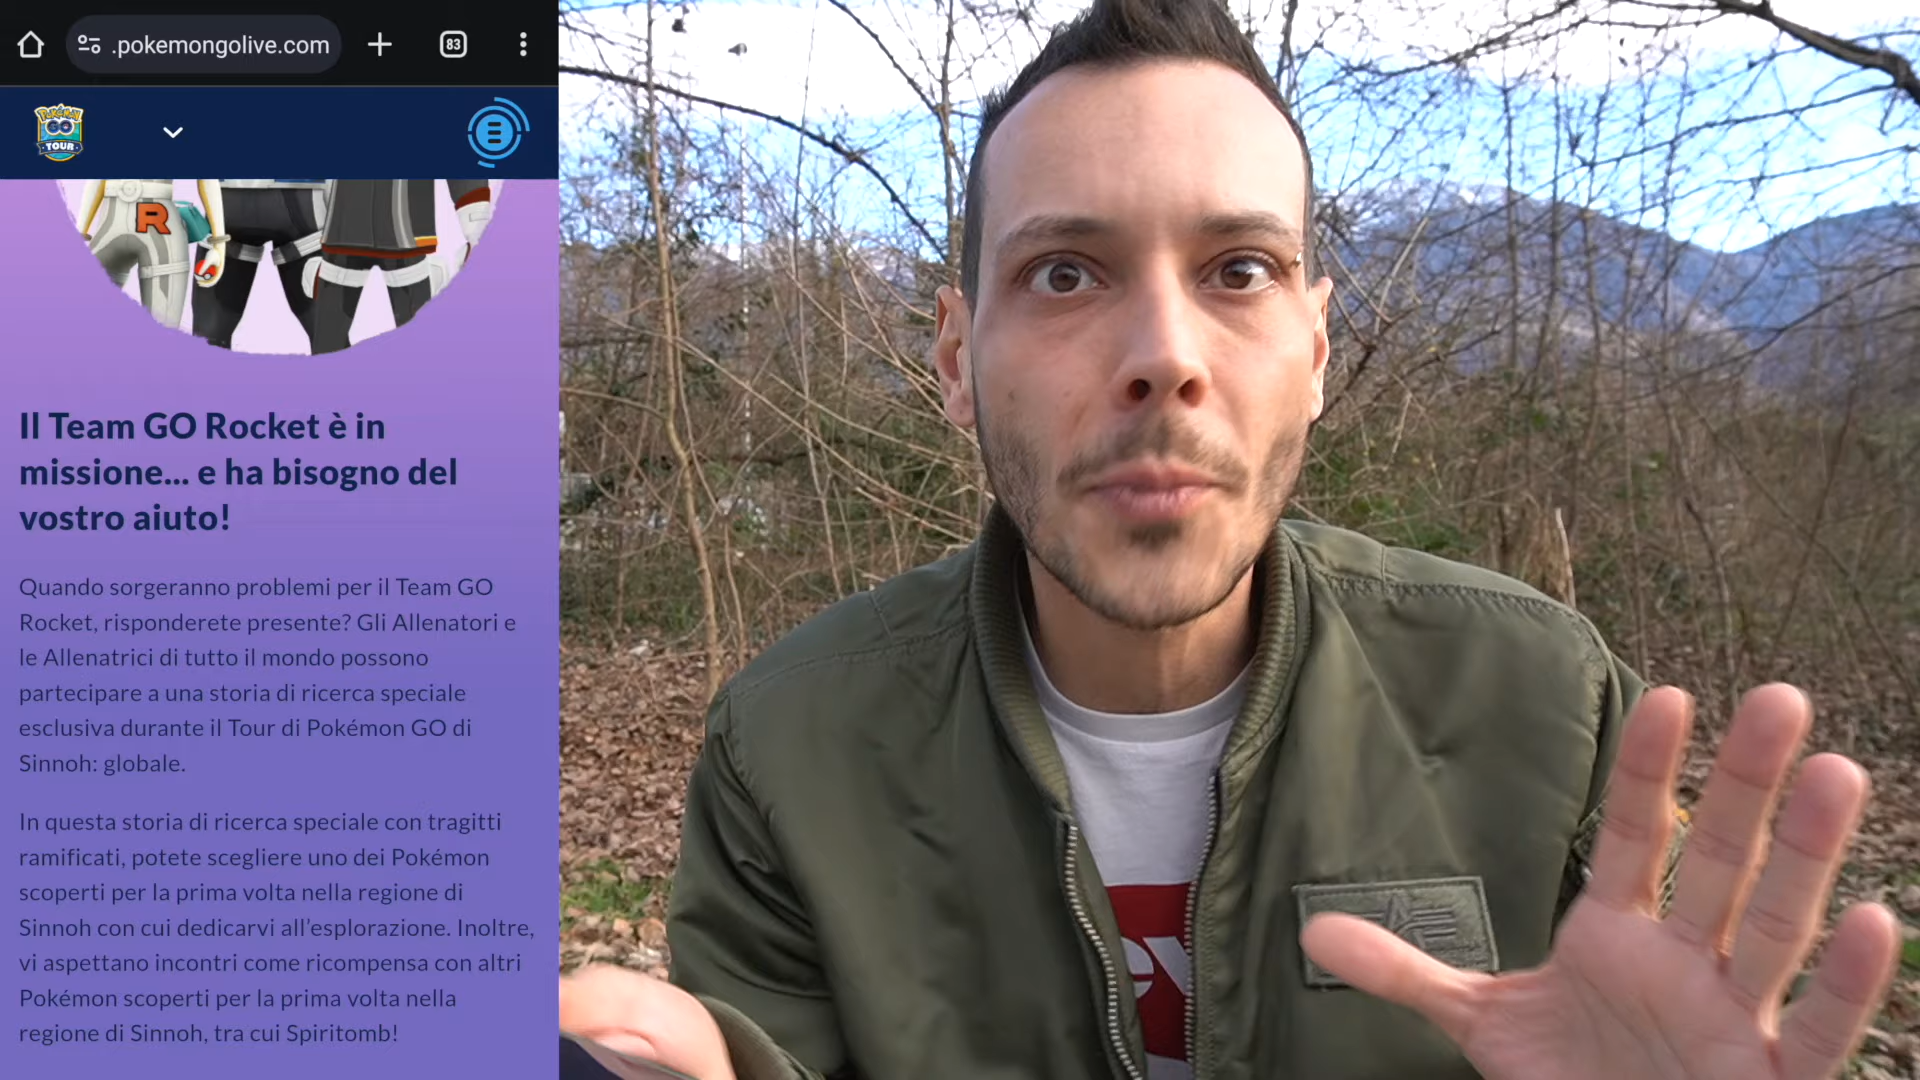 .pokemongolive.com
83
POKÉMON
GO
TOUR
R
Il Team GO Rocket è in
missione... e ha bisogno del
vostro aiuto!
Quando sorgeranno problemi per il Team GO
Rocket, risponderete presente? Gli Allenatori e
le Allenatrici di tutto il mondo possono
partecipare a una storia di ricerca speciale
esclusiva durante il Tour di Pokémon GO di
Sinnoh: globale.
In questa storia di ricerca speciale con tragitti
ramificati, potete scegliere uno dei Pokémon
scoperti per la prima volta nella regione di
Sinnoh con cui dedicarvi all’esplorazione. Inoltre,
vi aspettano incontri come ricompensa con altri
Pokémon scoperti per la prima volta nella
regione di Sinnoh, tra cui Spiritomb!